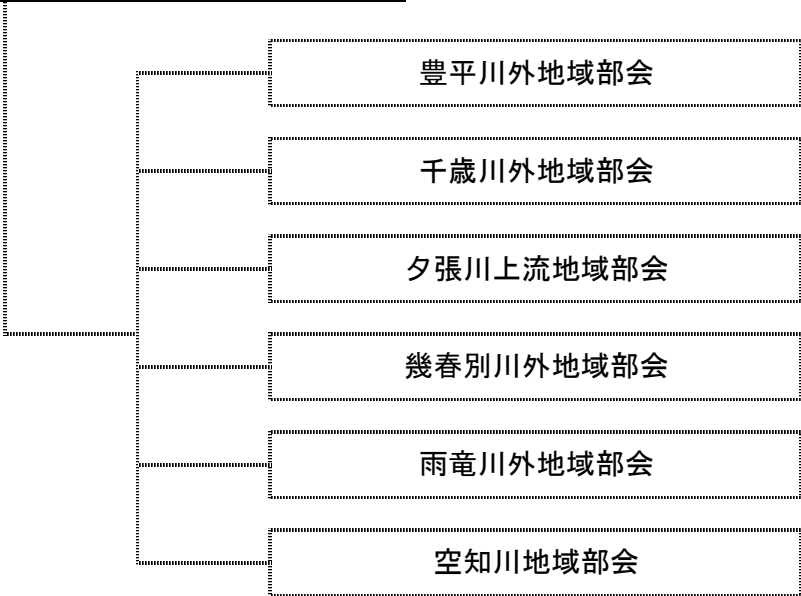 豊平川外地域部会
千歳川外地域部会
夕張川上流地域部会
幾春別川外地域部会
雨竜川外地域部会
空知川地域部会